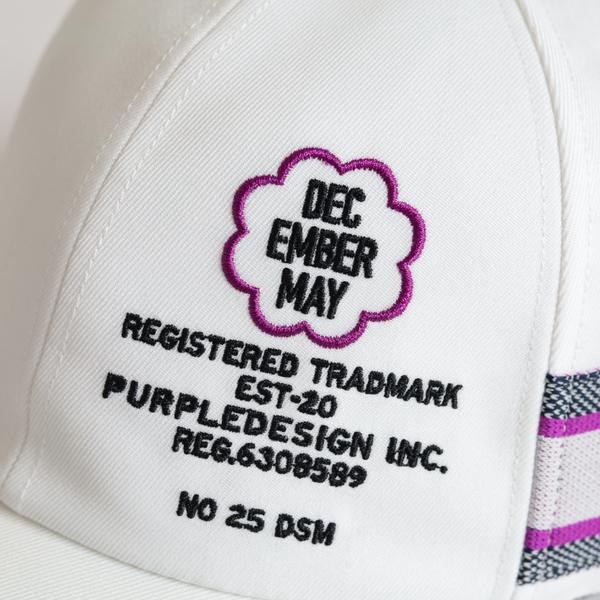 DEC
EMBER
MAY
REGISTERED TRADMARK
EST-20
PURPLEDESIGN INC.
REG.6308589
NO 25 DSM